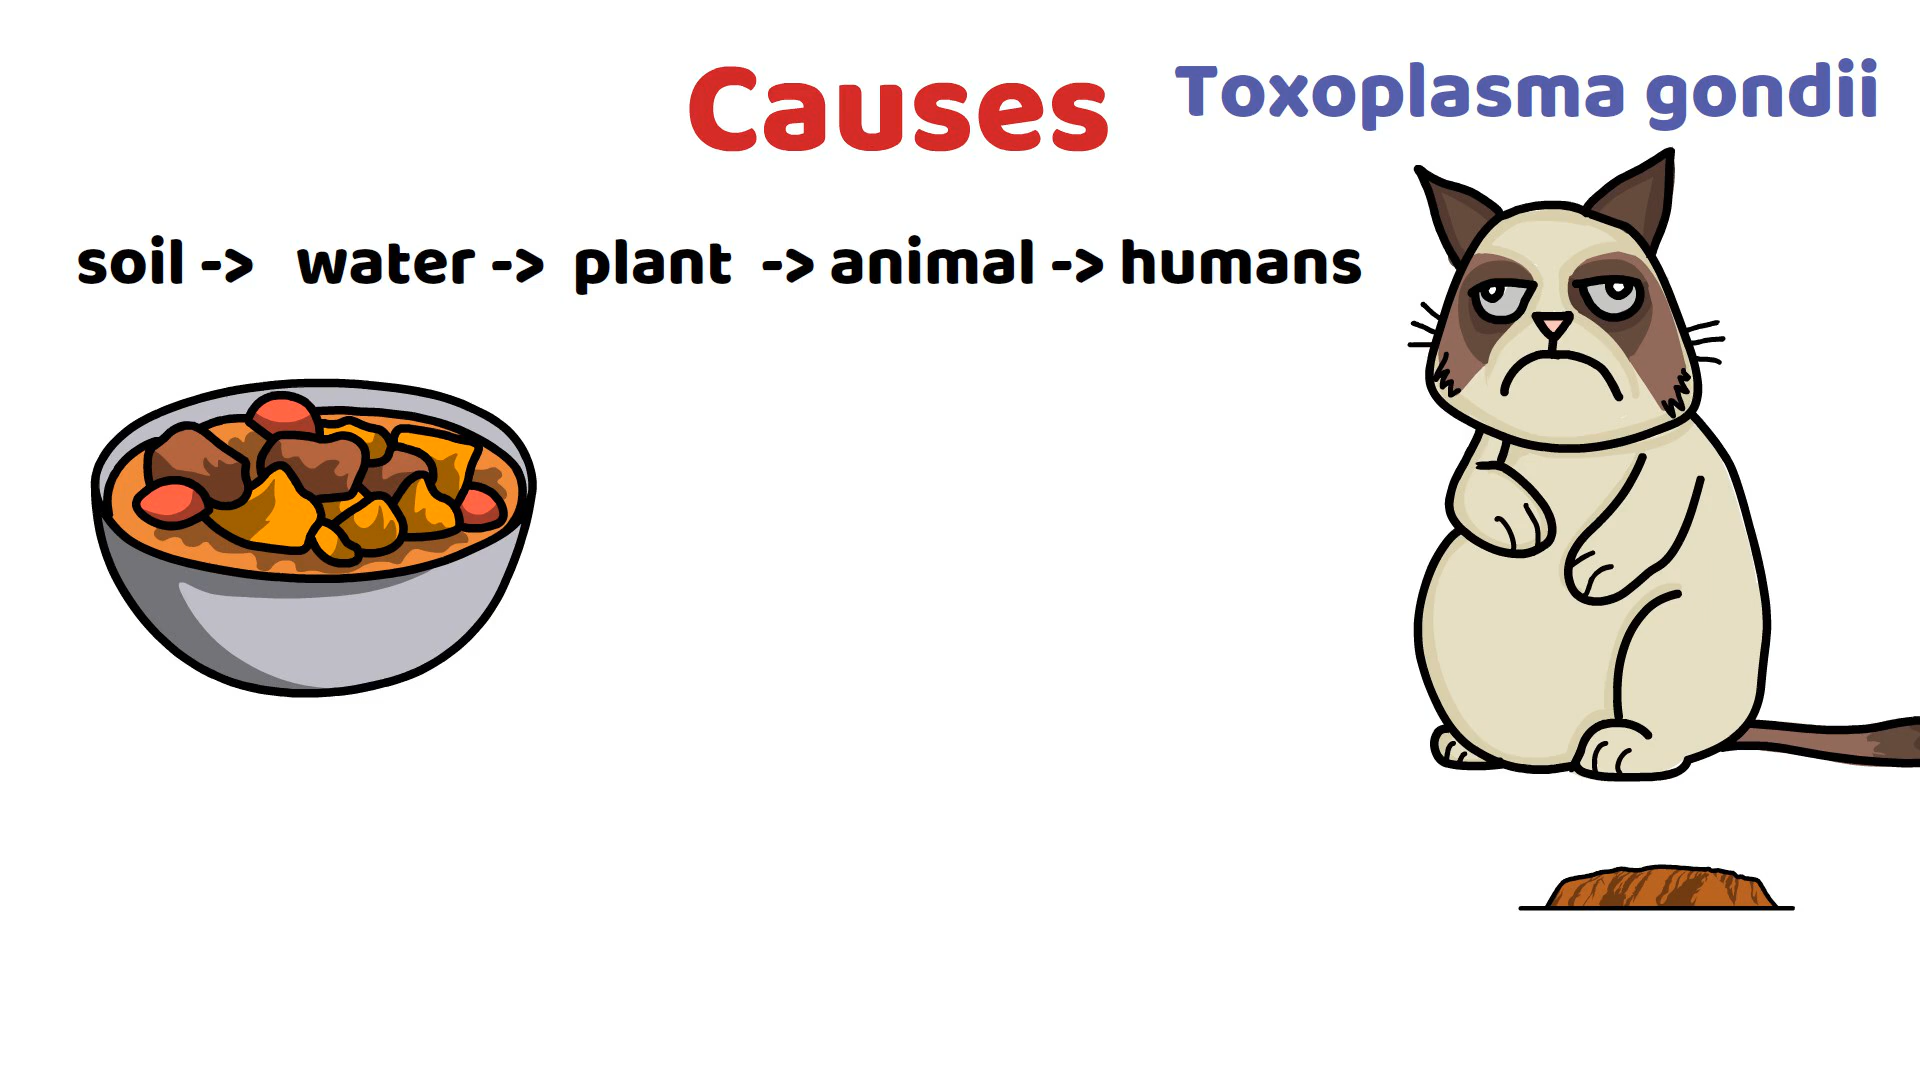 Causes
Toxoplasma gondii
soil -> water -> plant -> animal -> humans